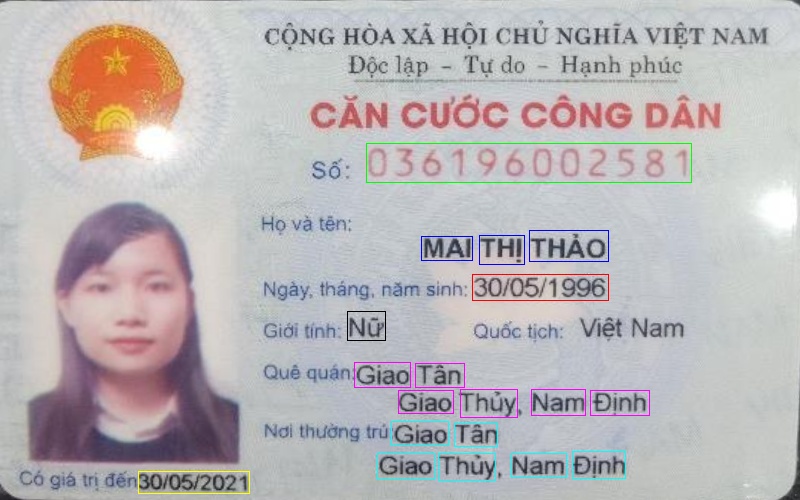 CỘNG HÒA XÃ HỘI CHỦ NGHĨA VIỆT NAM
Độc lập - Tự do - Hạnh phúc
CĂN CƯỚC CÔNG DÂN
Số: 036196002581
Họ và tên:
MAI THỊ THẢO
Ngày, tháng, năm sinh: 30/05/1996
Giới tính: Nữ Quốc tịch: Việt Nam
Quê quán: Giao Tân
Giao Thủy, Nam Định
Nơi thường trú: Giao Tân
Giao Thủy, Nam Định
Có giá trị đến 30/05/2021